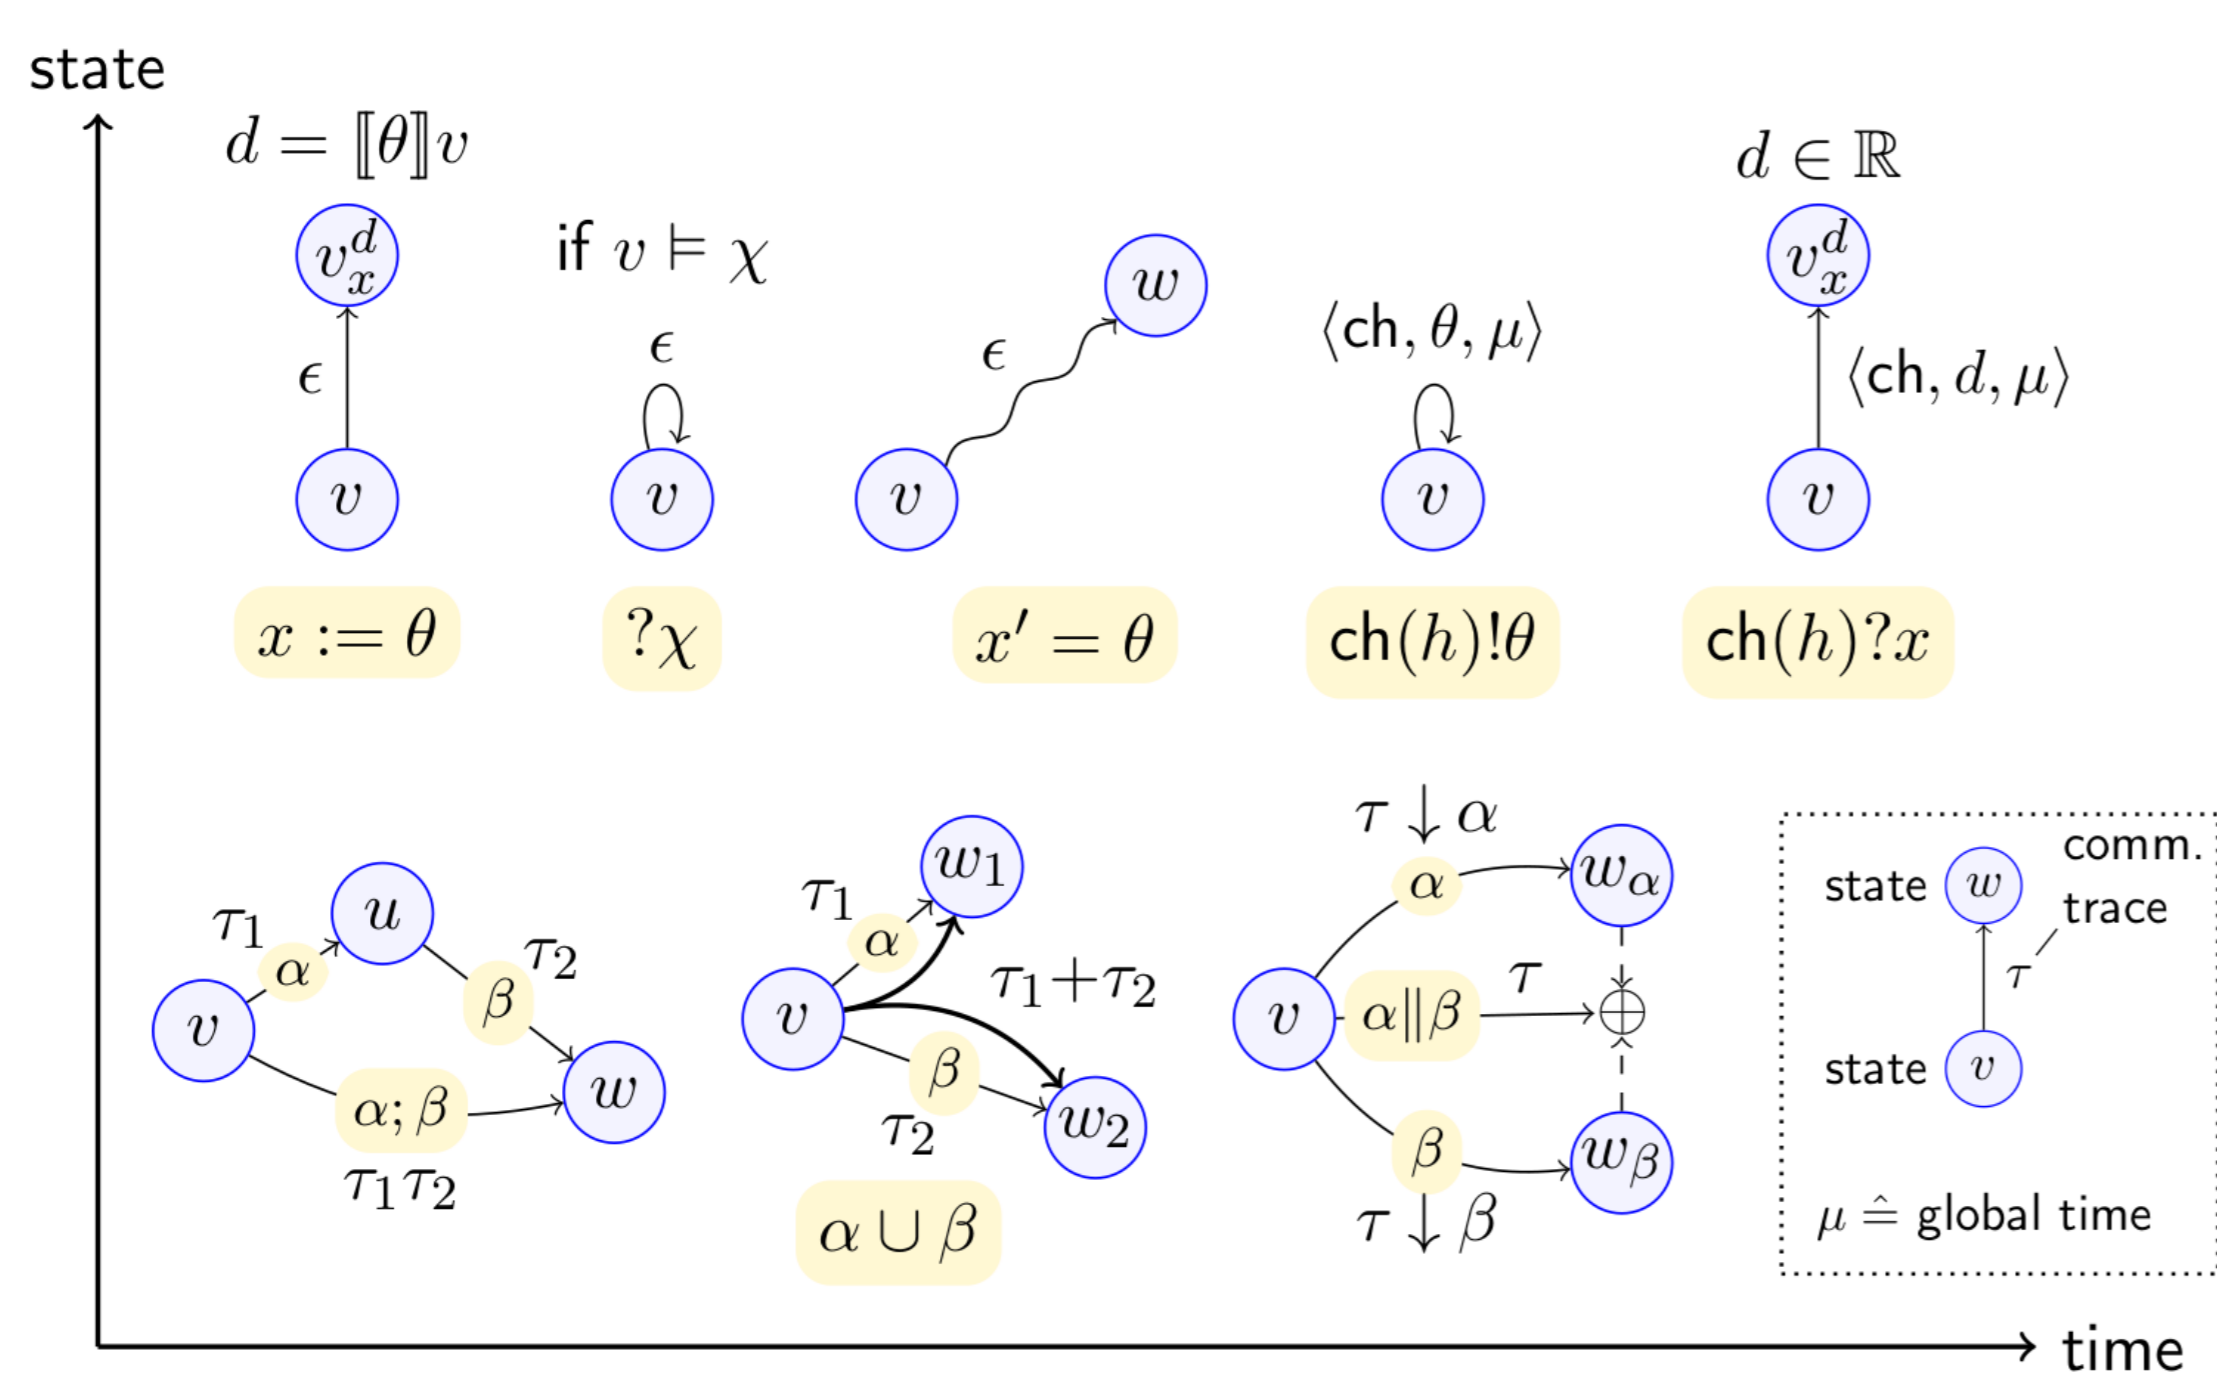 state
d = ⟦θ⟧v
v_x^d
ϵ
v
x := θ
if v ⊨ χ
ϵ
v
?χ
w
ϵ
v
x′ = θ
⟨ch, θ, μ⟩
v
ch(h)!θ
d ∈ ℝ
v_x^d
⟨ch, d, μ⟩
v
ch(h)?x
u
τ₁
α
τ₂
β
v
w
α; β
τ₁τ₂
w₁
τ₁
α
τ₁+τ₂
v
β
τ₂
w₂
α ∪ β
τ ↓ α
α
w_α
v
α∥β
τ
⊕
β
w_β
τ ↓ β
comm.
state w
trace
τ
state v
μ ≙ global time
time